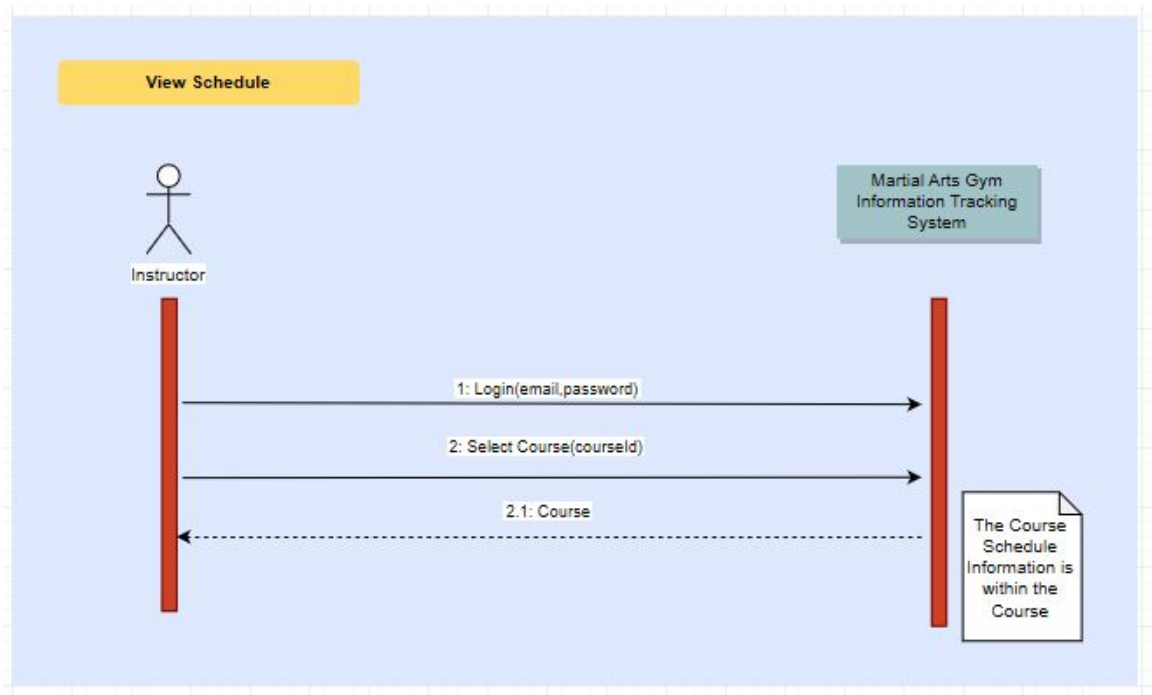 View Schedule
Martial Arts Gym
Information Tracking
System
Instructor
1: Login(email,password)
2: Select Course(courseId)
2.1: Course
The Course
Schedule
Information is
within the
Course